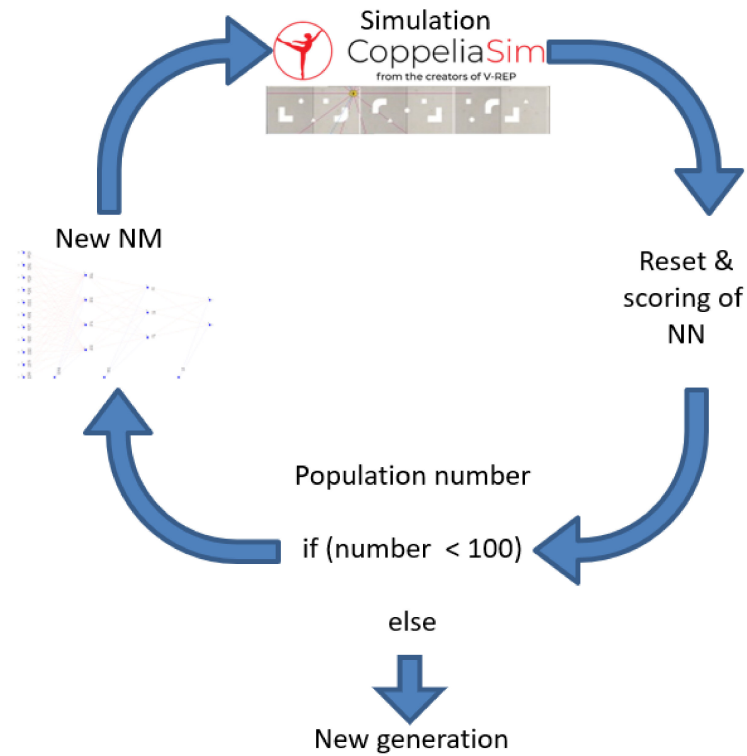 Simulation
CoppeliaSim
from the creators of V-REP
New NM
Reset &
scoring of
NN
Population number
if (number < 100)
else
New generation